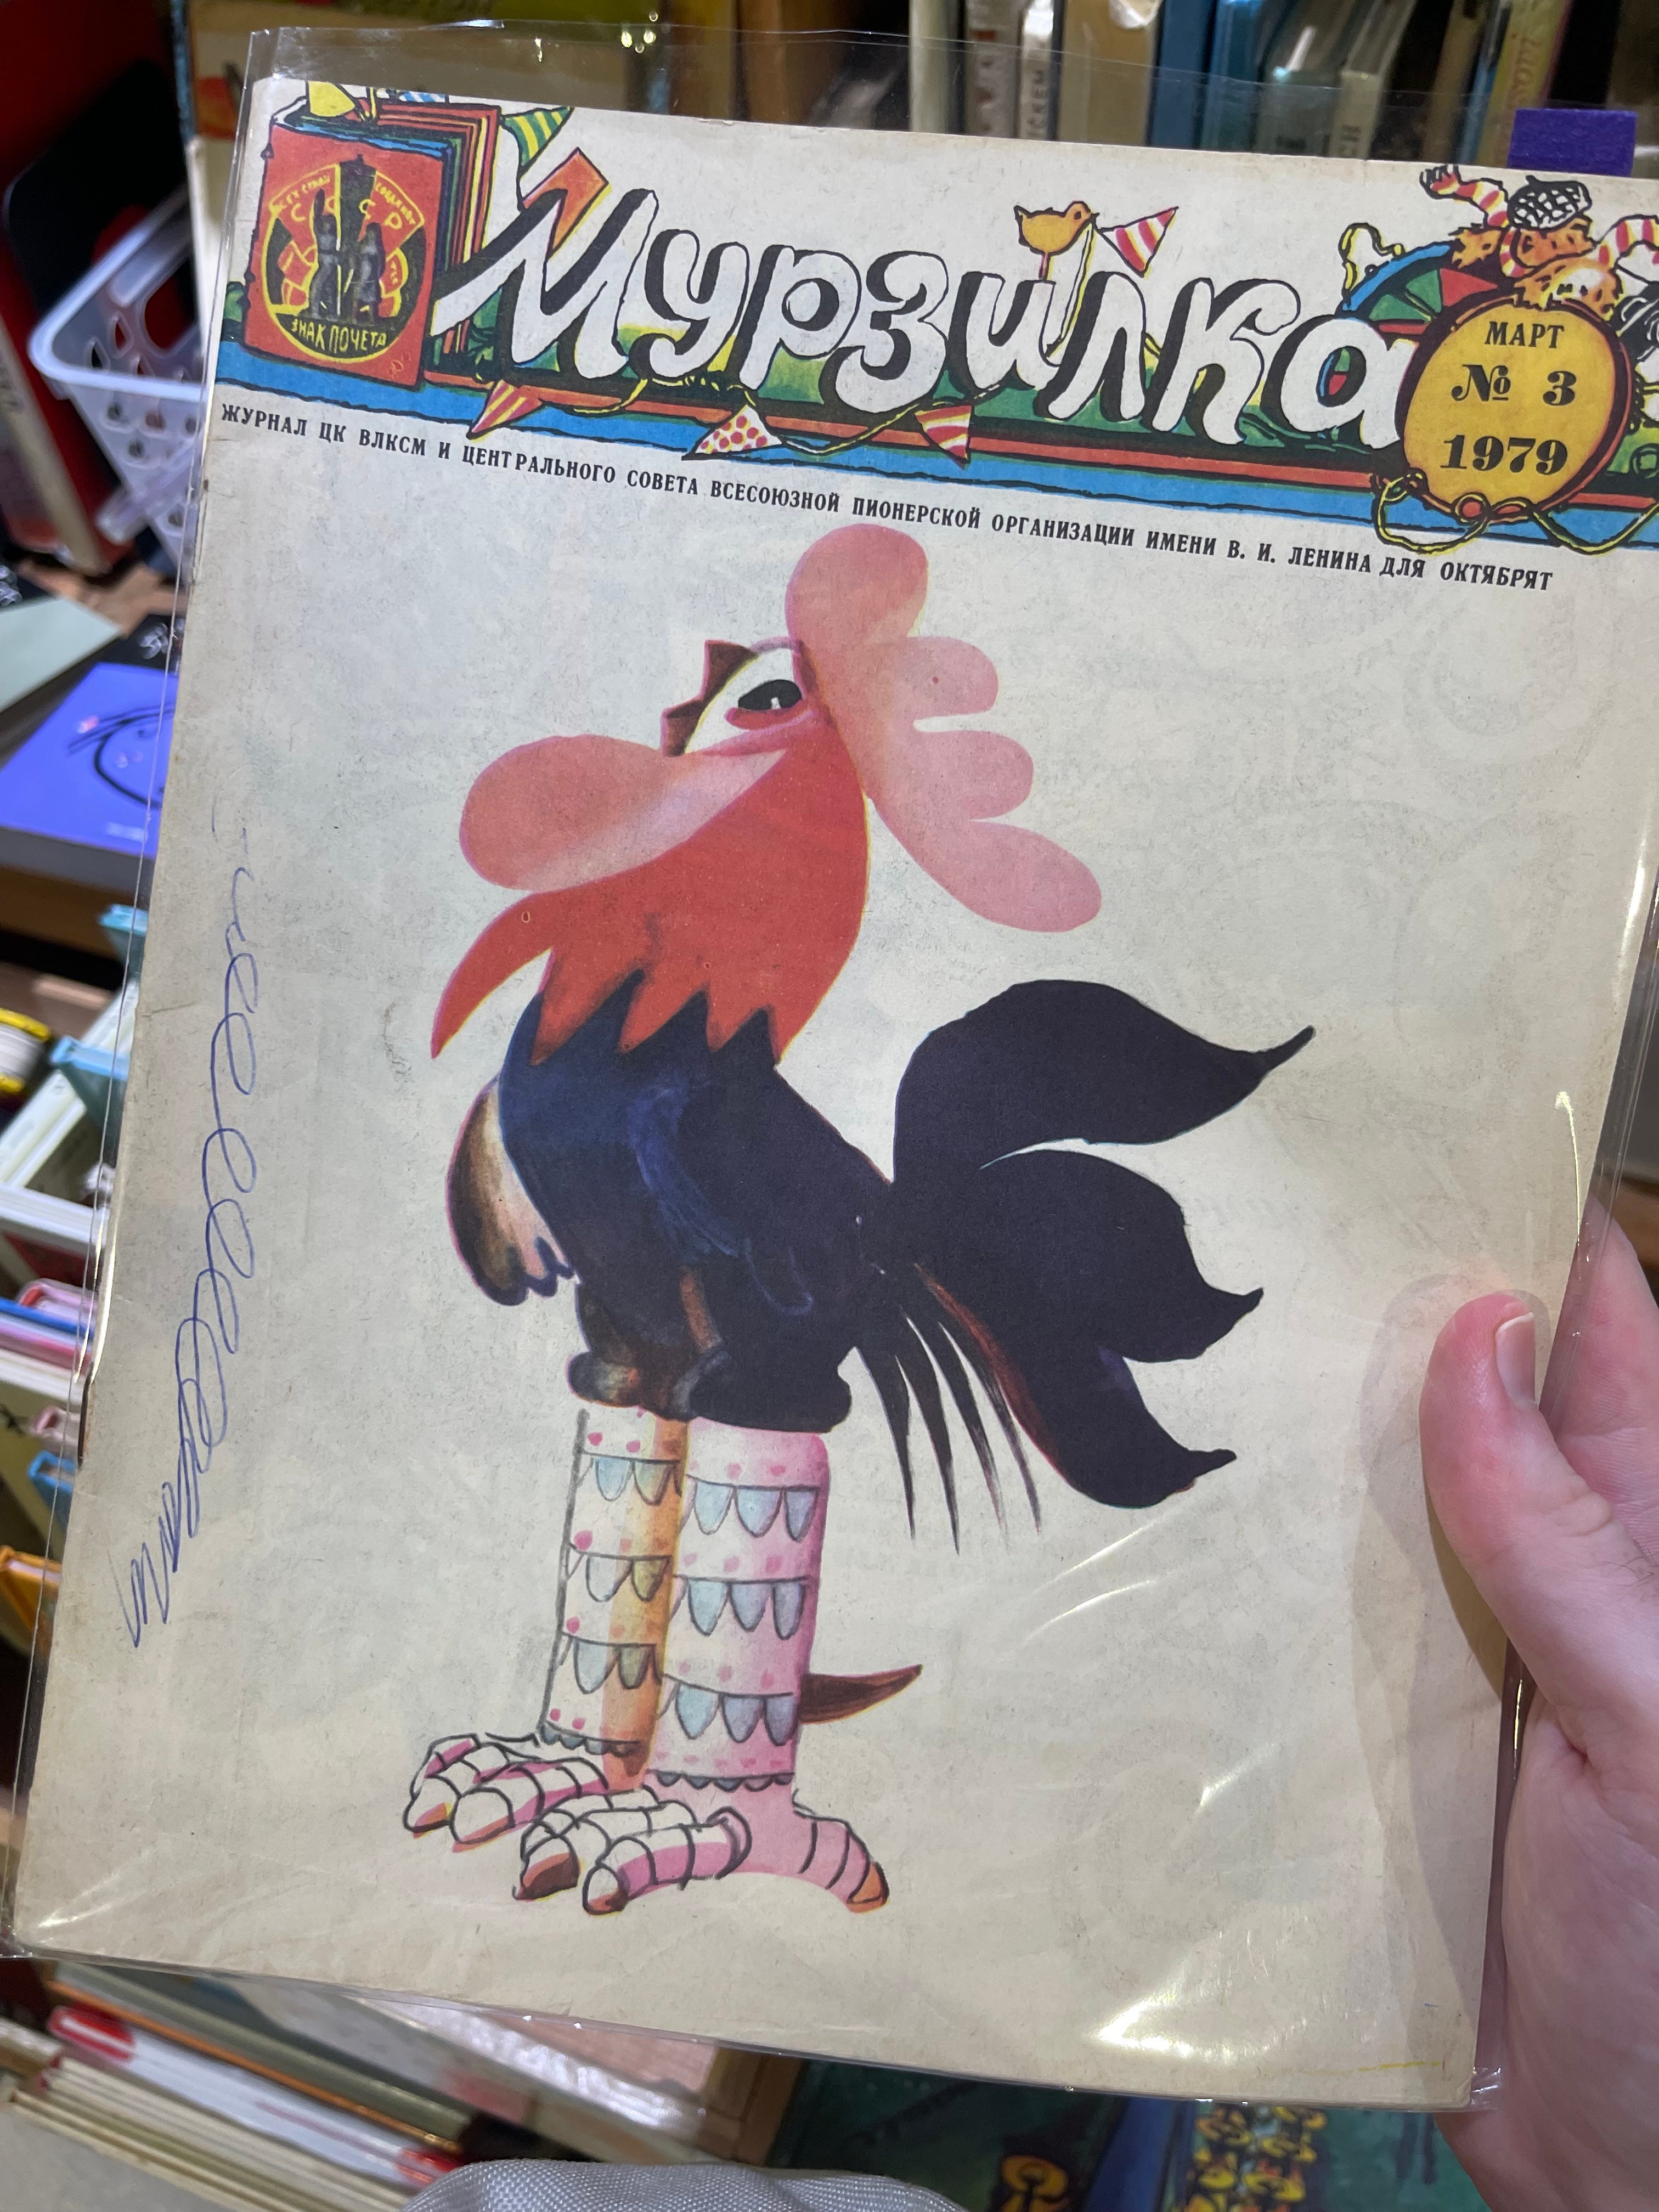 Мурзилка
МАРТ
№ 3
1979
СССР
ЗНАК ПОЧЕТА
ЖУРНАЛ ЦК ВЛКСМ И ЦЕНТРАЛЬНОГО СОВЕТА ВСЕСОЮЗНОЙ ПИОНЕРСКОЙ ОРГАНИЗАЦИИ ИМЕНИ В. И. ЛЕНИНА ДЛЯ ОКТЯБРЯТ